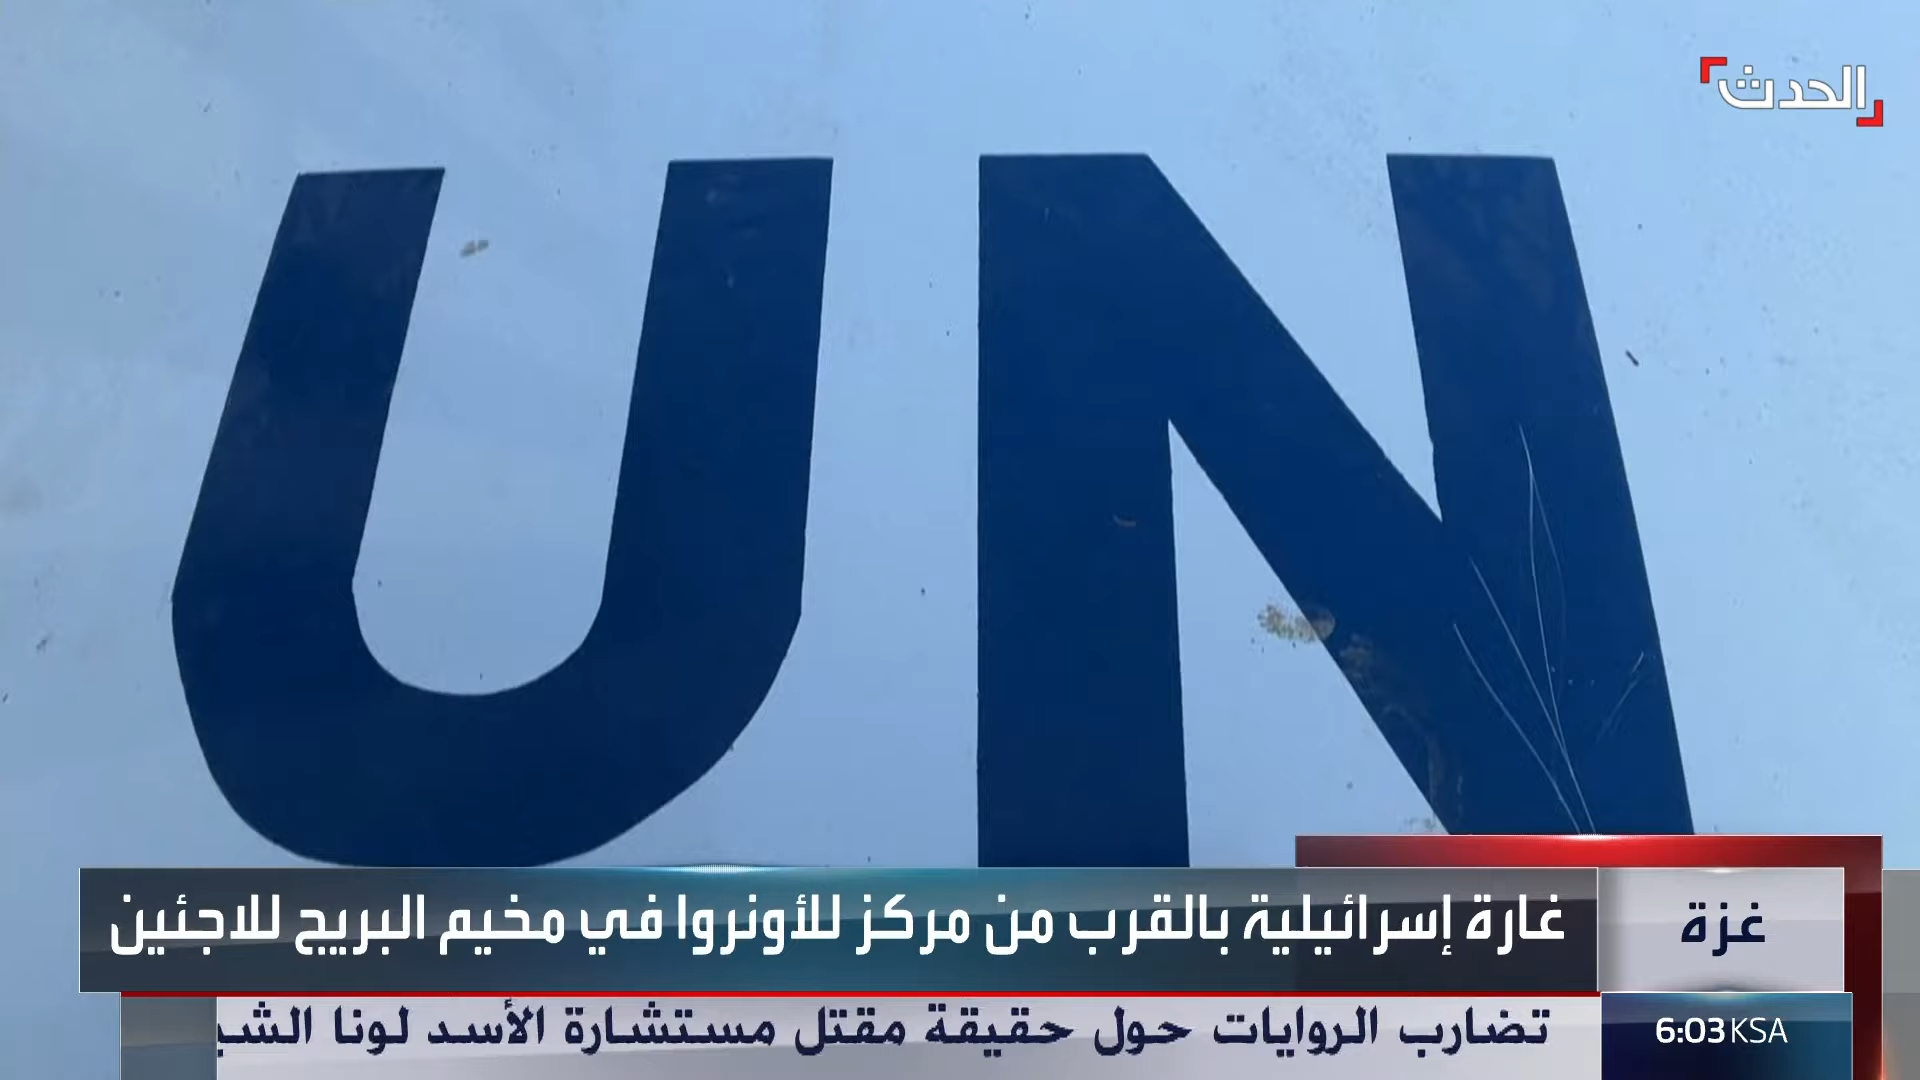 الحدث
UN
غزة
غارة إسرائيلية بالقرب من مركز للأونروا في مخيم البريج للاجئين
تضارب الروايات حول حقيقة مقتل مستشارة الأسد لونا
6:03 KSA